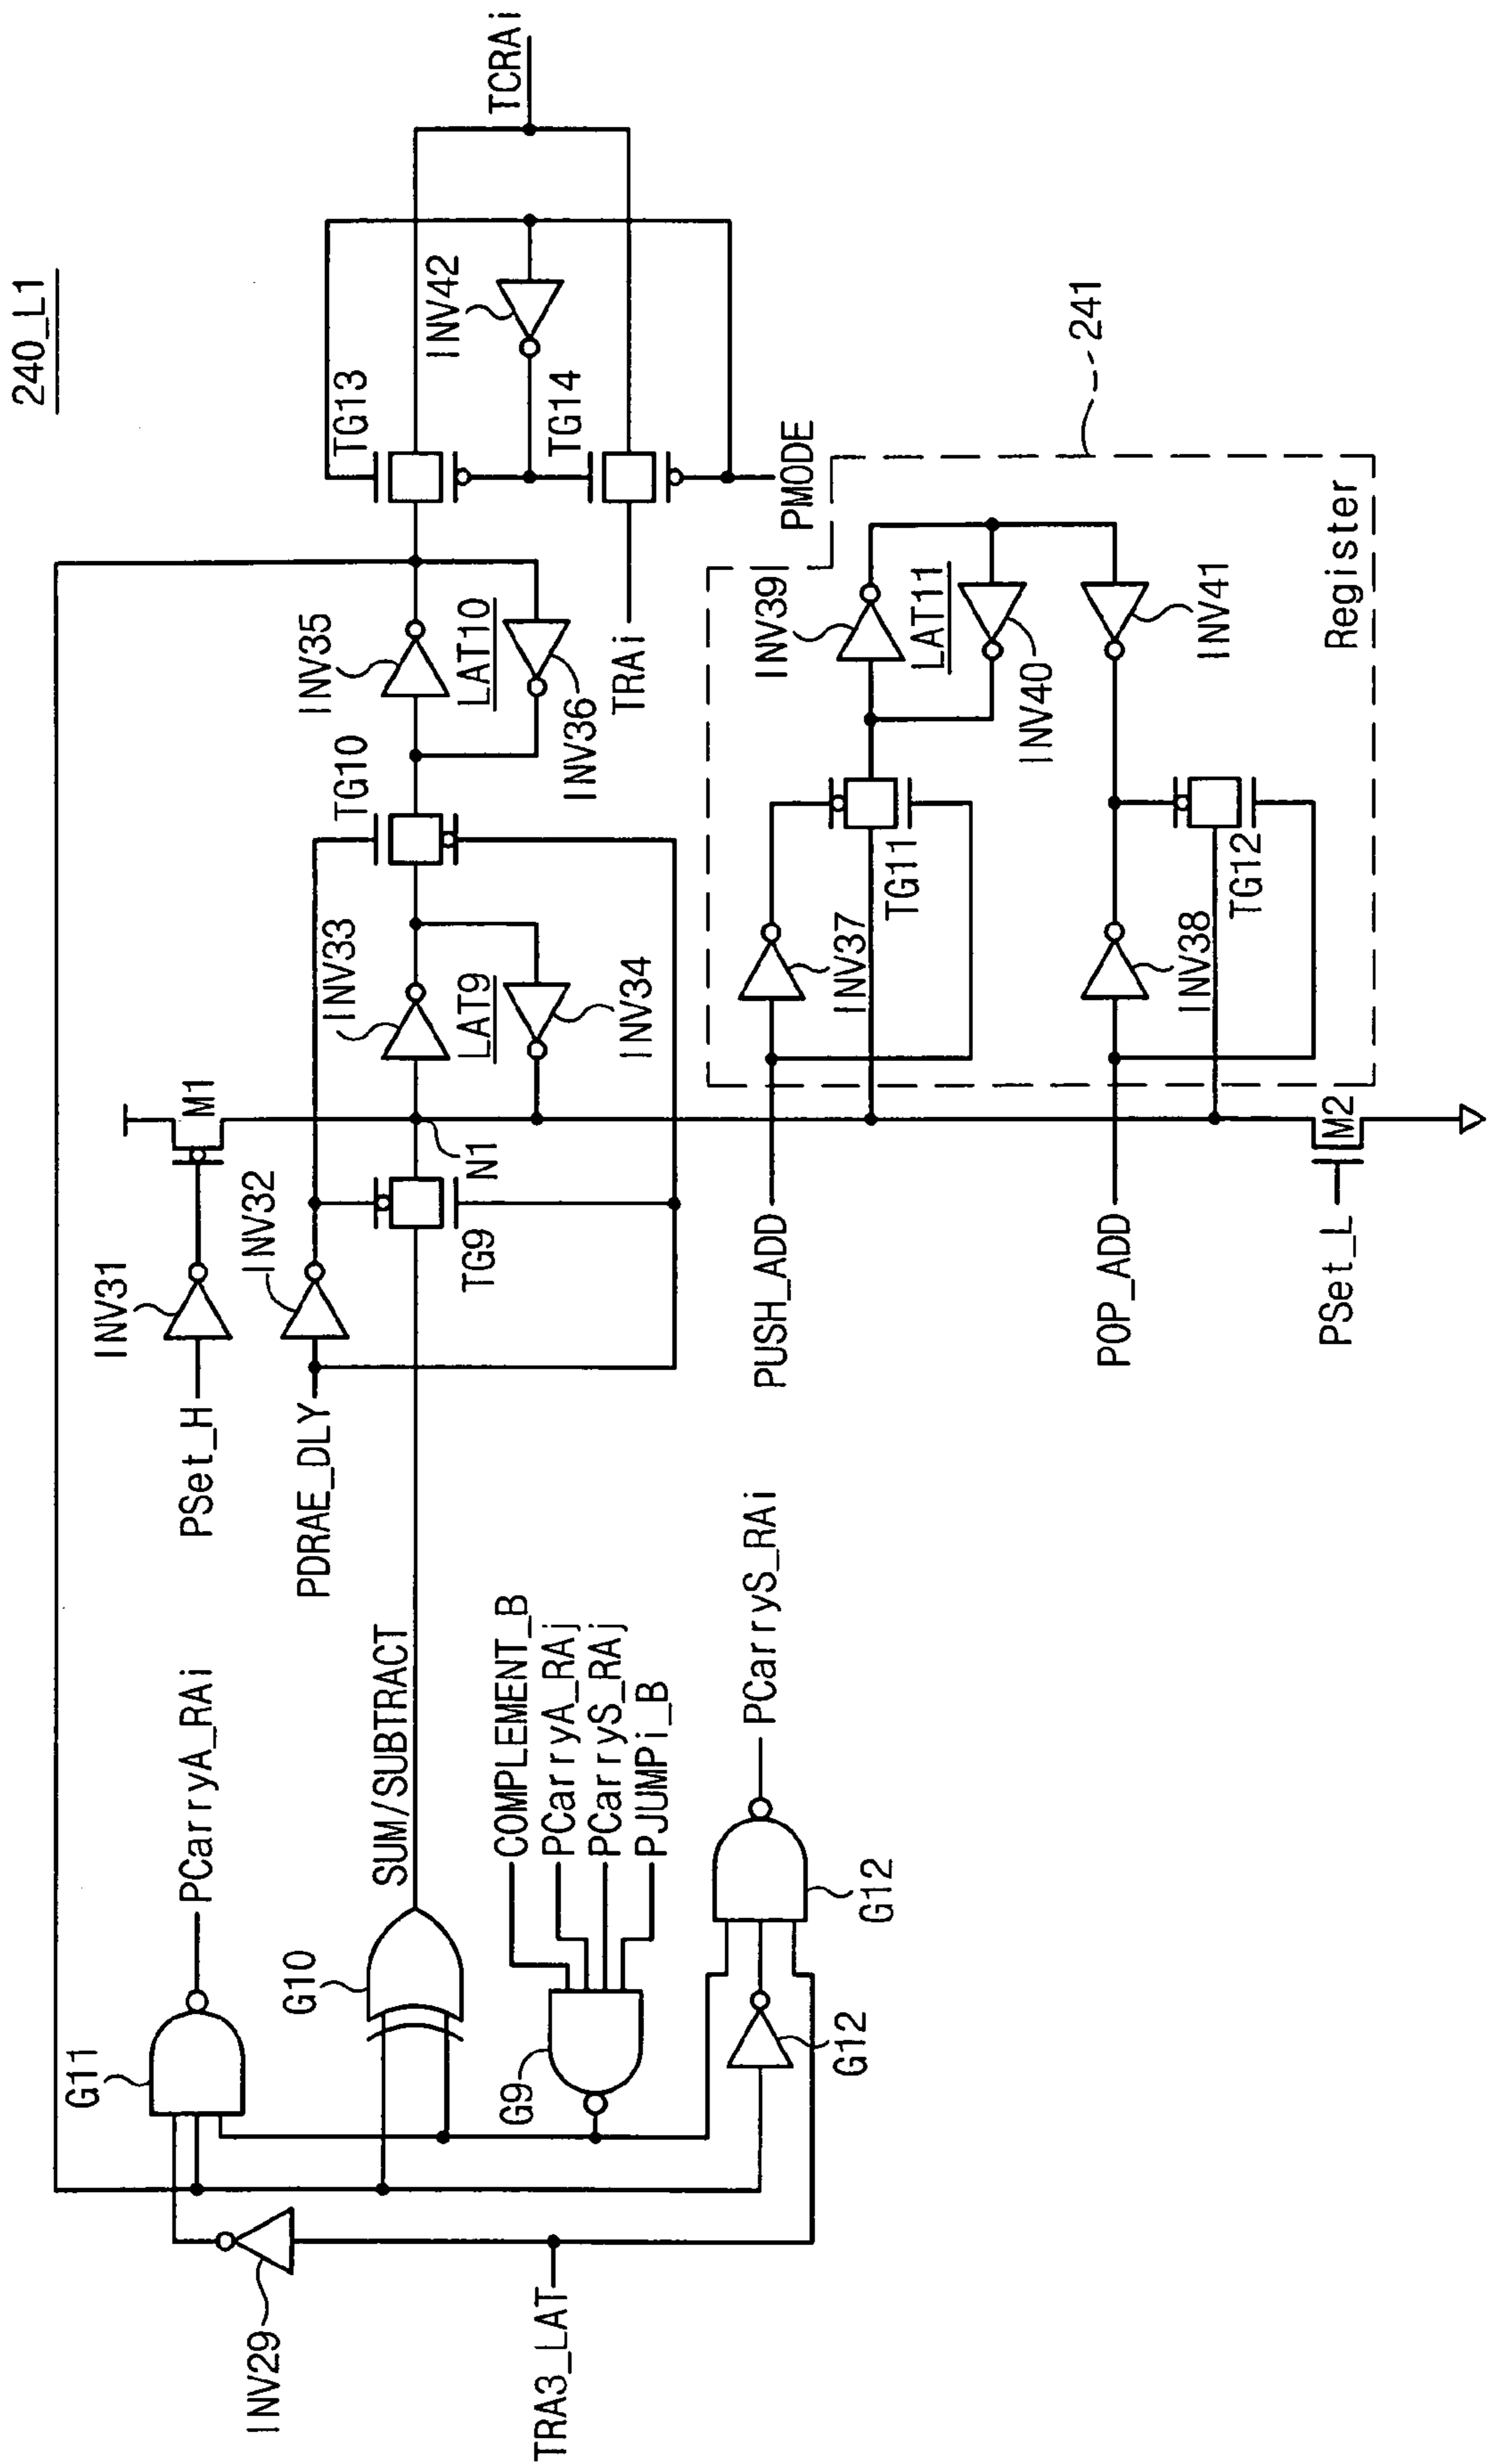 240_L1
TCRAi
TG13
INV42
TG14
PMODE
INV35
LAT10
INV36
TRAi
TG10
INV33
LAT9
INV34
M1
N1
INV31
INV32
TG9
PSet_H
PDRAE_DLY
241
INV39
LAT11
INV40
INV41
Register
TG11
TG12
INV37
INV38
PUSH_ADD
POP_ADD
M2
PSet_L
PCarryA_RAi
SUM/SUBTRACT
COMPLEMENT_B
PCarryA_RAj
PCarryS_RAj
PJUMPi_B
PCarryS_RAi
G11
G10
G9
G12
G12
INV29
TRA3_LAT